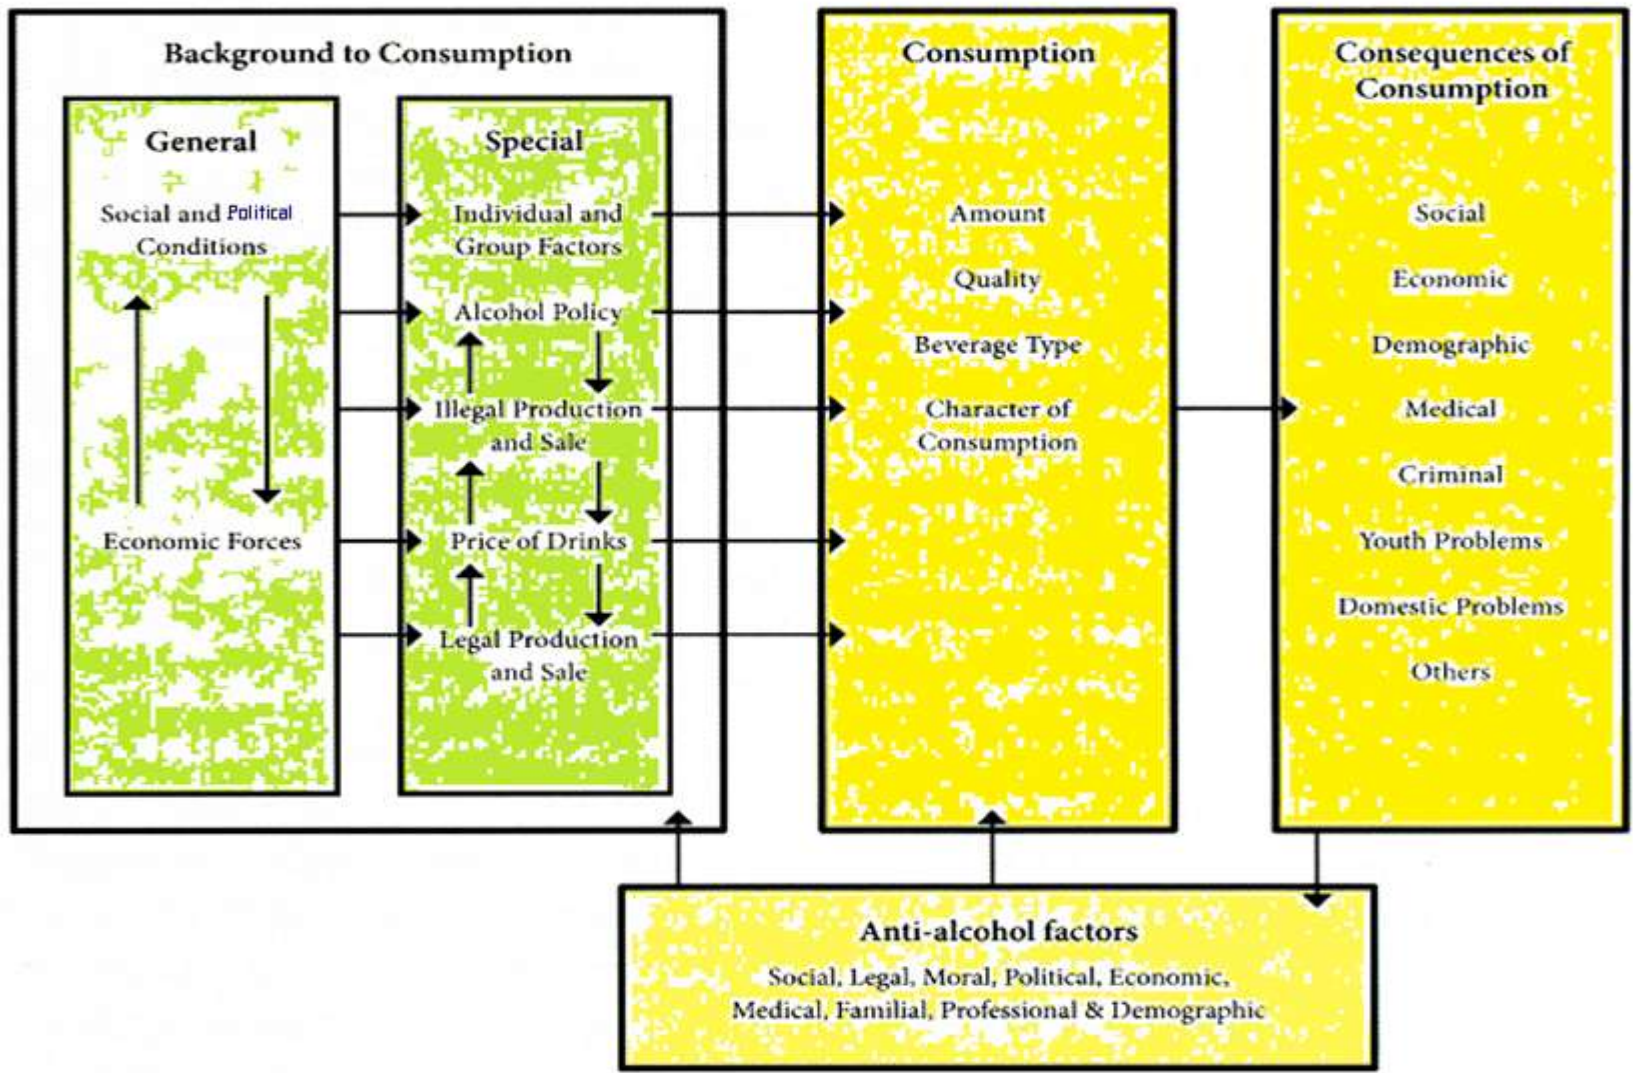 Background to Consumption
General
Social and Political
Conditions
Economic Forces
Special
Individual and
Group Factors
Alcohol Policy
Illegal Production
and Sale
Price of Drinks
Legal Production
and Sale
Consumption
Amount
Quality
Beverage Type
Character of
Consumption
Consequences of
Consumption
Social
Economic
Demographic
Medical
Criminal
Youth Problems
Domestic Problems
Others
Anti-alcohol factors
Social, Legal, Moral, Political, Economic,
Medical, Familial, Professional & Demographic